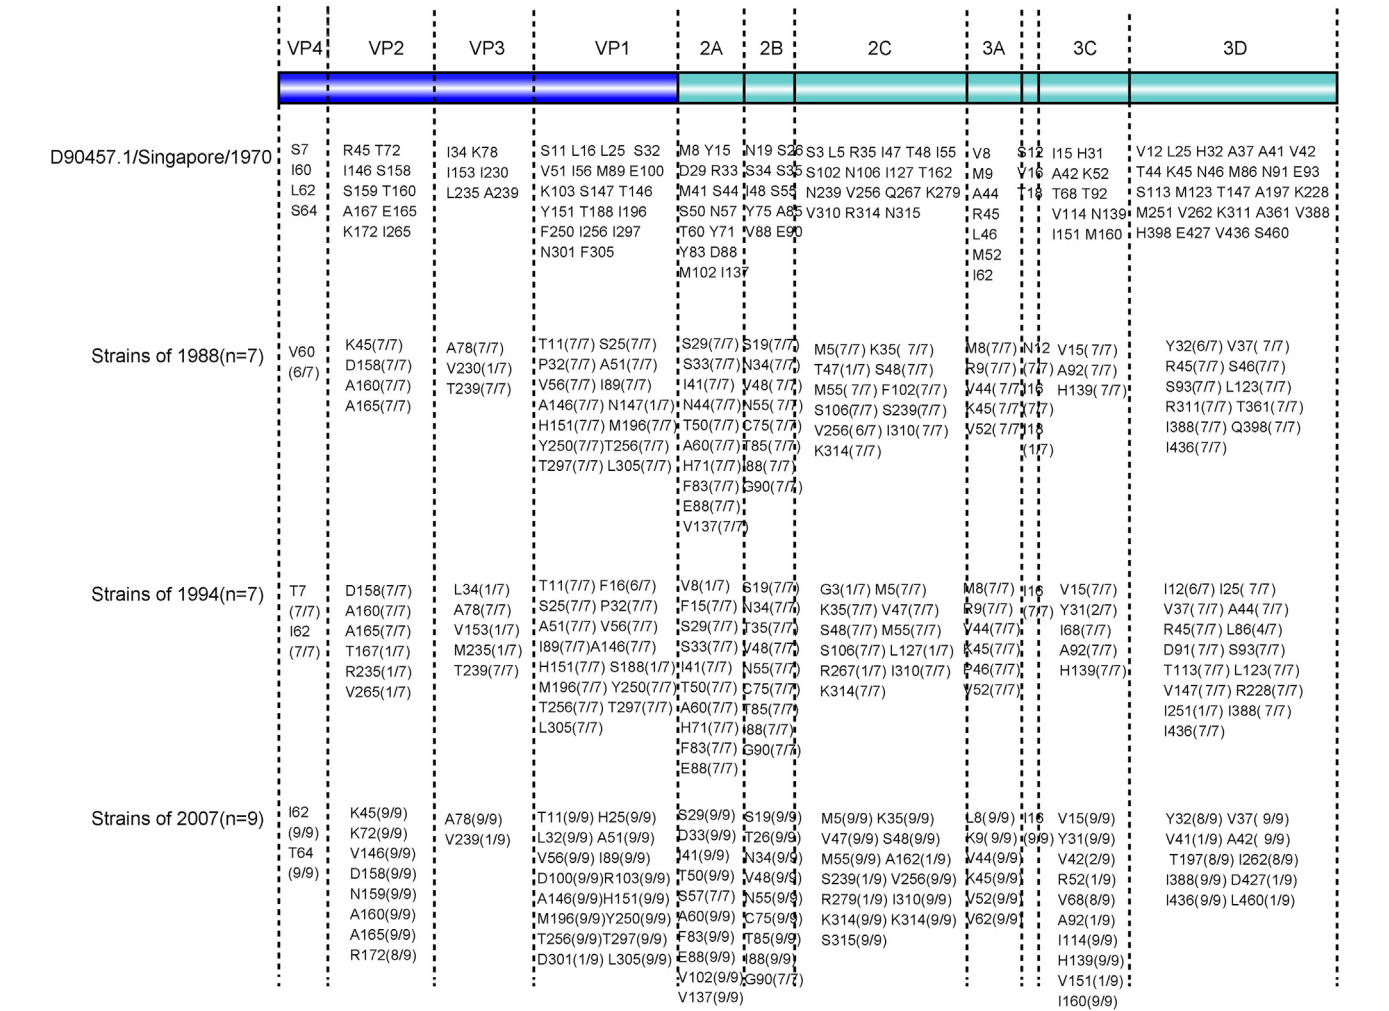 VP4
VP2
VP3
VP1
2A
2B
2C
3A
3C
3D
D90457.1/Singapore/1970
S7
I60
L62
S64
R45 T72
I146 S158
S159 T160
A167 E165
K172 I265
I34 K78
I153 I230
L235 A239
S11 L16 L25 S32
V51 I56 M89 E100
K103 S147 T146
Y151 T188 I196
F250 I256 I297
N301 F305
M8 Y15
D29 R33
M41 S44
S50 N57
T60 Y71
Y83 D88
M102 I137
N19 S26
S34 S35
I48 S55
Y75 A85
V88 E90
S3 L5 R35 I47 T48 I55
S102 N106 I127 T162
N239 V256 Q267 K279
V310 R314 N315
V8
M9
A44
R45
L46
M52
I62
S12
V16
T18
I15 H31
A42 K52
T68 T92
V114 N139
I151 M160
V12 L25 H32 A37 A41 V42
T44 K45 N46 M86 N91 E93
S113 M123 T147 A197 K228
M251 V262 K311 A361 V388
H398 E427 V436 S460
Strains of 1988(n=7)
V60
(6/7)
K45(7/7)
D158(7/7)
A160(7/7)
A165(7/7)
A78(7/7)
V230(1/7)
T239(7/7)
T11(7/7) S25(7/7)
P32(7/7) A51(7/7)
V56(7/7) I89(7/7)
A146(7/7) N147(1/7)
H151(7/7) M196(7/7)
Y250(7/7)T256(7/7)
T297(7/7) L305(7/7)
S29(7/7)
S33(7/7)
I41(7/7)
N44(7/7)
T50(7/7)
A60(7/7)
H71(7/7)
F83(7/7)
E88(7/7)
V137(7/7)
S19(7/7)
N34(7/7)
V48(7/7)
N55(7/7)
C75(7/7)
T85(7/7)
I88(7/7)
G90(7/7)
M5(7/7) K35( 7/7)
T47(1/7) S48(7/7)
M55( 7/7) F102(7/7)
S106(7/7) S239(7/7)
V256(6/7) I310(7/7)
K314(7/7)
M8(7/7)
R9(7/7)
V44(7/7)
K45(7/7)
V52(7/7)
N12
(7/7)
I16
(7/7)
I18
(1/7)
V15( 7/7)
A92(7/7)
H139( 7/7)
Y32(6/7) V37( 7/7)
R45(7/7) S46(7/7)
S93(7/7) L123(7/7)
R311(7/7) T361(7/7)
I388(7/7) Q398( 7/7)
I436(7/7)
Strains of 1994(n=7)
T7
(7/7)
I62
(7/7)
D158(7/7)
A160(7/7)
A165(7/7)
T167(1/7)
R235(1/7)
V265(1/7)
L34(1/7)
A78(7/7)
V153(1/7)
M235(1/7)
T239(7/7)
T11(7/7) F16(6/7)
S25(7/7) P32(7/7)
A51(7/7) V56(7/7)
I89(7/7)A146(7/7)
H151(7/7) S188(1/7)
M196(7/7) Y250(7/7)
T256(7/7) T297(7/7)
L305(7/7)
V8(1/7)
F15(7/7)
S29(7/7)
S33(7/7)
I41(7/7)
T50(7/7)
A60(7/7)
H71(7/7)
F83(7/7)
E88(7/7)
S19(7/7)
N34(7/7)
T35(7/7)
V48(7/7)
N55(7/7)
C75(7/7)
T85(7/7)
I88(7/7)
G90(7/7)
G3(1/7) M5(7/7)
K35(7/7) V47(7/7)
S48(7/7) M55(7/7)
S106(7/7) L127(1/7)
R267(1/7) I310(7/7)
K314(7/7)
M8(7/7)
R9(7/7)
V44(7/7)
K45(7/7)
P46(7/7)
V52(7/7)
I16
(7/7)
V15(7/7)
Y31(2/7)
I68(7/7)
A92(7/7)
H139(7/7)
I12(6/7) I25( 7/7)
V37( 7/7) A44( 7/7)
R45(7/7) L86(4/7)
D91( 7/7) S93(7/7)
T113(7/7) L123(7/7)
V147( 7/7) R228(7/7)
I251(1/7) I388( 7/7)
I436(7/7)
Strains of 2007(n=9)
I62
(9/9)
T64
(9/9)
K45(9/9)
K72(9/9)
V146(9/9)
D158(9/9)
N159(9/9)
A160(9/9)
A165(9/9)
R172(8/9)
A78(9/9)
V239(1/9)
T11(9/9) H25(9/9)
L32(9/9) A51(9/9)
V56(9/9) I89(9/9)
D100(9/9)R103(9/9)
A146(9/9)H151(9/9)
M196(9/9)Y250(9/9)
T256(9/9)T297(9/9)
D301(1/9) L305(9/9)
S29(9/9)
D33(9/9)
I41(9/9)
T50(9/9)
S57(7/7)
A60(9/9)
F83(9/9)
E88(9/9)
V102(9/9)
V137(9/9)
S19(9/9)
T26(9/9)
N34(9/9)
V48(9/9)
N55(9/9)
C75(9/9)
T85(9/9)
I88(9/9)
G90(7/7)
M5(9/9) K35(9/9)
V47(9/9) S48(9/9)
M55(9/9) A162(1/9)
S239(1/9) V256(9/9)
R279(1/9) I310(9/9)
K314(9/9) K314(9/9)
S315(9/9)
L8(9/9)
K9(9/9)
V44(9/9)
K45(9/9)
V52(9/9)
V62(9/9)
I16
(9/9)
V15(9/9)
Y31(9/9)
V42(2/9)
R52(1/9)
V68(8/9)
A92(1/9)
I114(9/9)
H139(9/9)
V151(1/9)
I160(9/9)
Y32(8/9) V37( 9/9)
V41(1/9) A42( 9/9)
T197(8/9) I262(8/9)
I388(9/9) D427(1/9)
I436(9/9) L460(1/9)